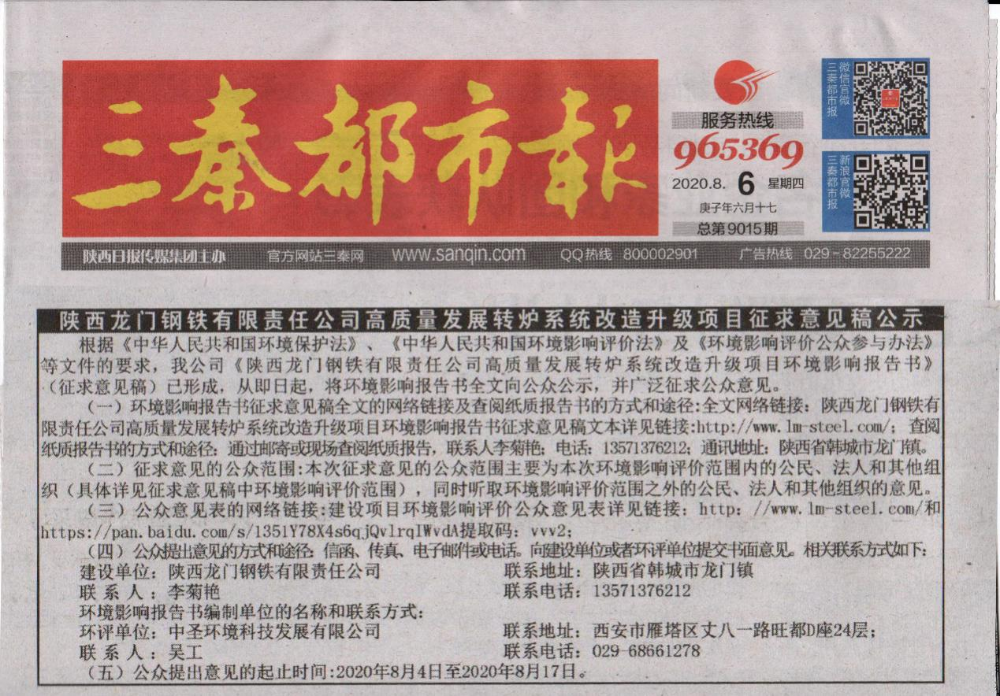 三秦都市报
服务热线
965369
2020.8. 6 星期四
庚子年六月十七
总第9015期
微信官微
三秦都市报
新浪官微
三秦都市报
陕西日报传媒集团主办 官方网站三秦网 www.sanqin.com QQ热线 800002901 广告热线 029-82255222
陕西龙门钢铁有限责任公司高质量发展转炉系统改造升级项目征求意见稿公示
根据《中华人民共和国环境保护法》、《中华人民共和国环境影响评价法》及《环境影响评价公众参与办法》
等文件的要求，我公司《陕西龙门钢铁有限责任公司高质量发展转炉系统改造升级项目环境影响报告书》
（征求意见稿）已形成，从即日起，将环境影响报告书全文向公众公示，并广泛征求公众意见。
（一）环境影响报告书征求意见稿全文的网络链接及查阅纸质报告书的方式和途径:全文网络链接：陕西龙门钢铁有
限责任公司高质量发展转炉系统改造升级项目环境影响报告书征求意见稿文本详见链接:http://www.lm-steel.com/；查阅
纸质报告书的方式和途径：通过邮寄或现场查阅纸质报告，联系人李菊艳；电话：13571376212；通讯地址：陕西省韩城市龙门镇。
（二）征求意见的公众范围:本次征求意见的公众范围主要为本次环境影响评价范围内的公民、法人和其他组
织（具体详见征求意见稿中环境影响评价范围），同时听取环境影响评价范围之外的公民、法人和其他组织的意见。
（三）公众意见表的网络链接:建设项目环境影响评价公众意见表详见链接：http：//www.lm-steel.com/和
https://pan.baidu.com/s/1351Y78X4s6qjQvlrqIWvdA提取码：vvv2；
（四）公众提出意见的方式和途径：信函、传真、电子邮件或电话。向建设单位或者环评单位提交书面意见。相关联系方式如下：
建设单位：陕西龙门钢铁有限责任公司 联系地址：陕西省韩城市龙门镇
联 系 人：李菊艳 联系电话：13571376212
环境影响报告书编制单位的名称和联系方式：
环评单位：中圣环境科技发展有限公司 联系地址：西安市雁塔区丈八一路旺都D座24层；
联 系 人：吴工 联系电话：029-68661278
（五）公众提出意见的起止时间:2020年8月4日至2020年8月17日。